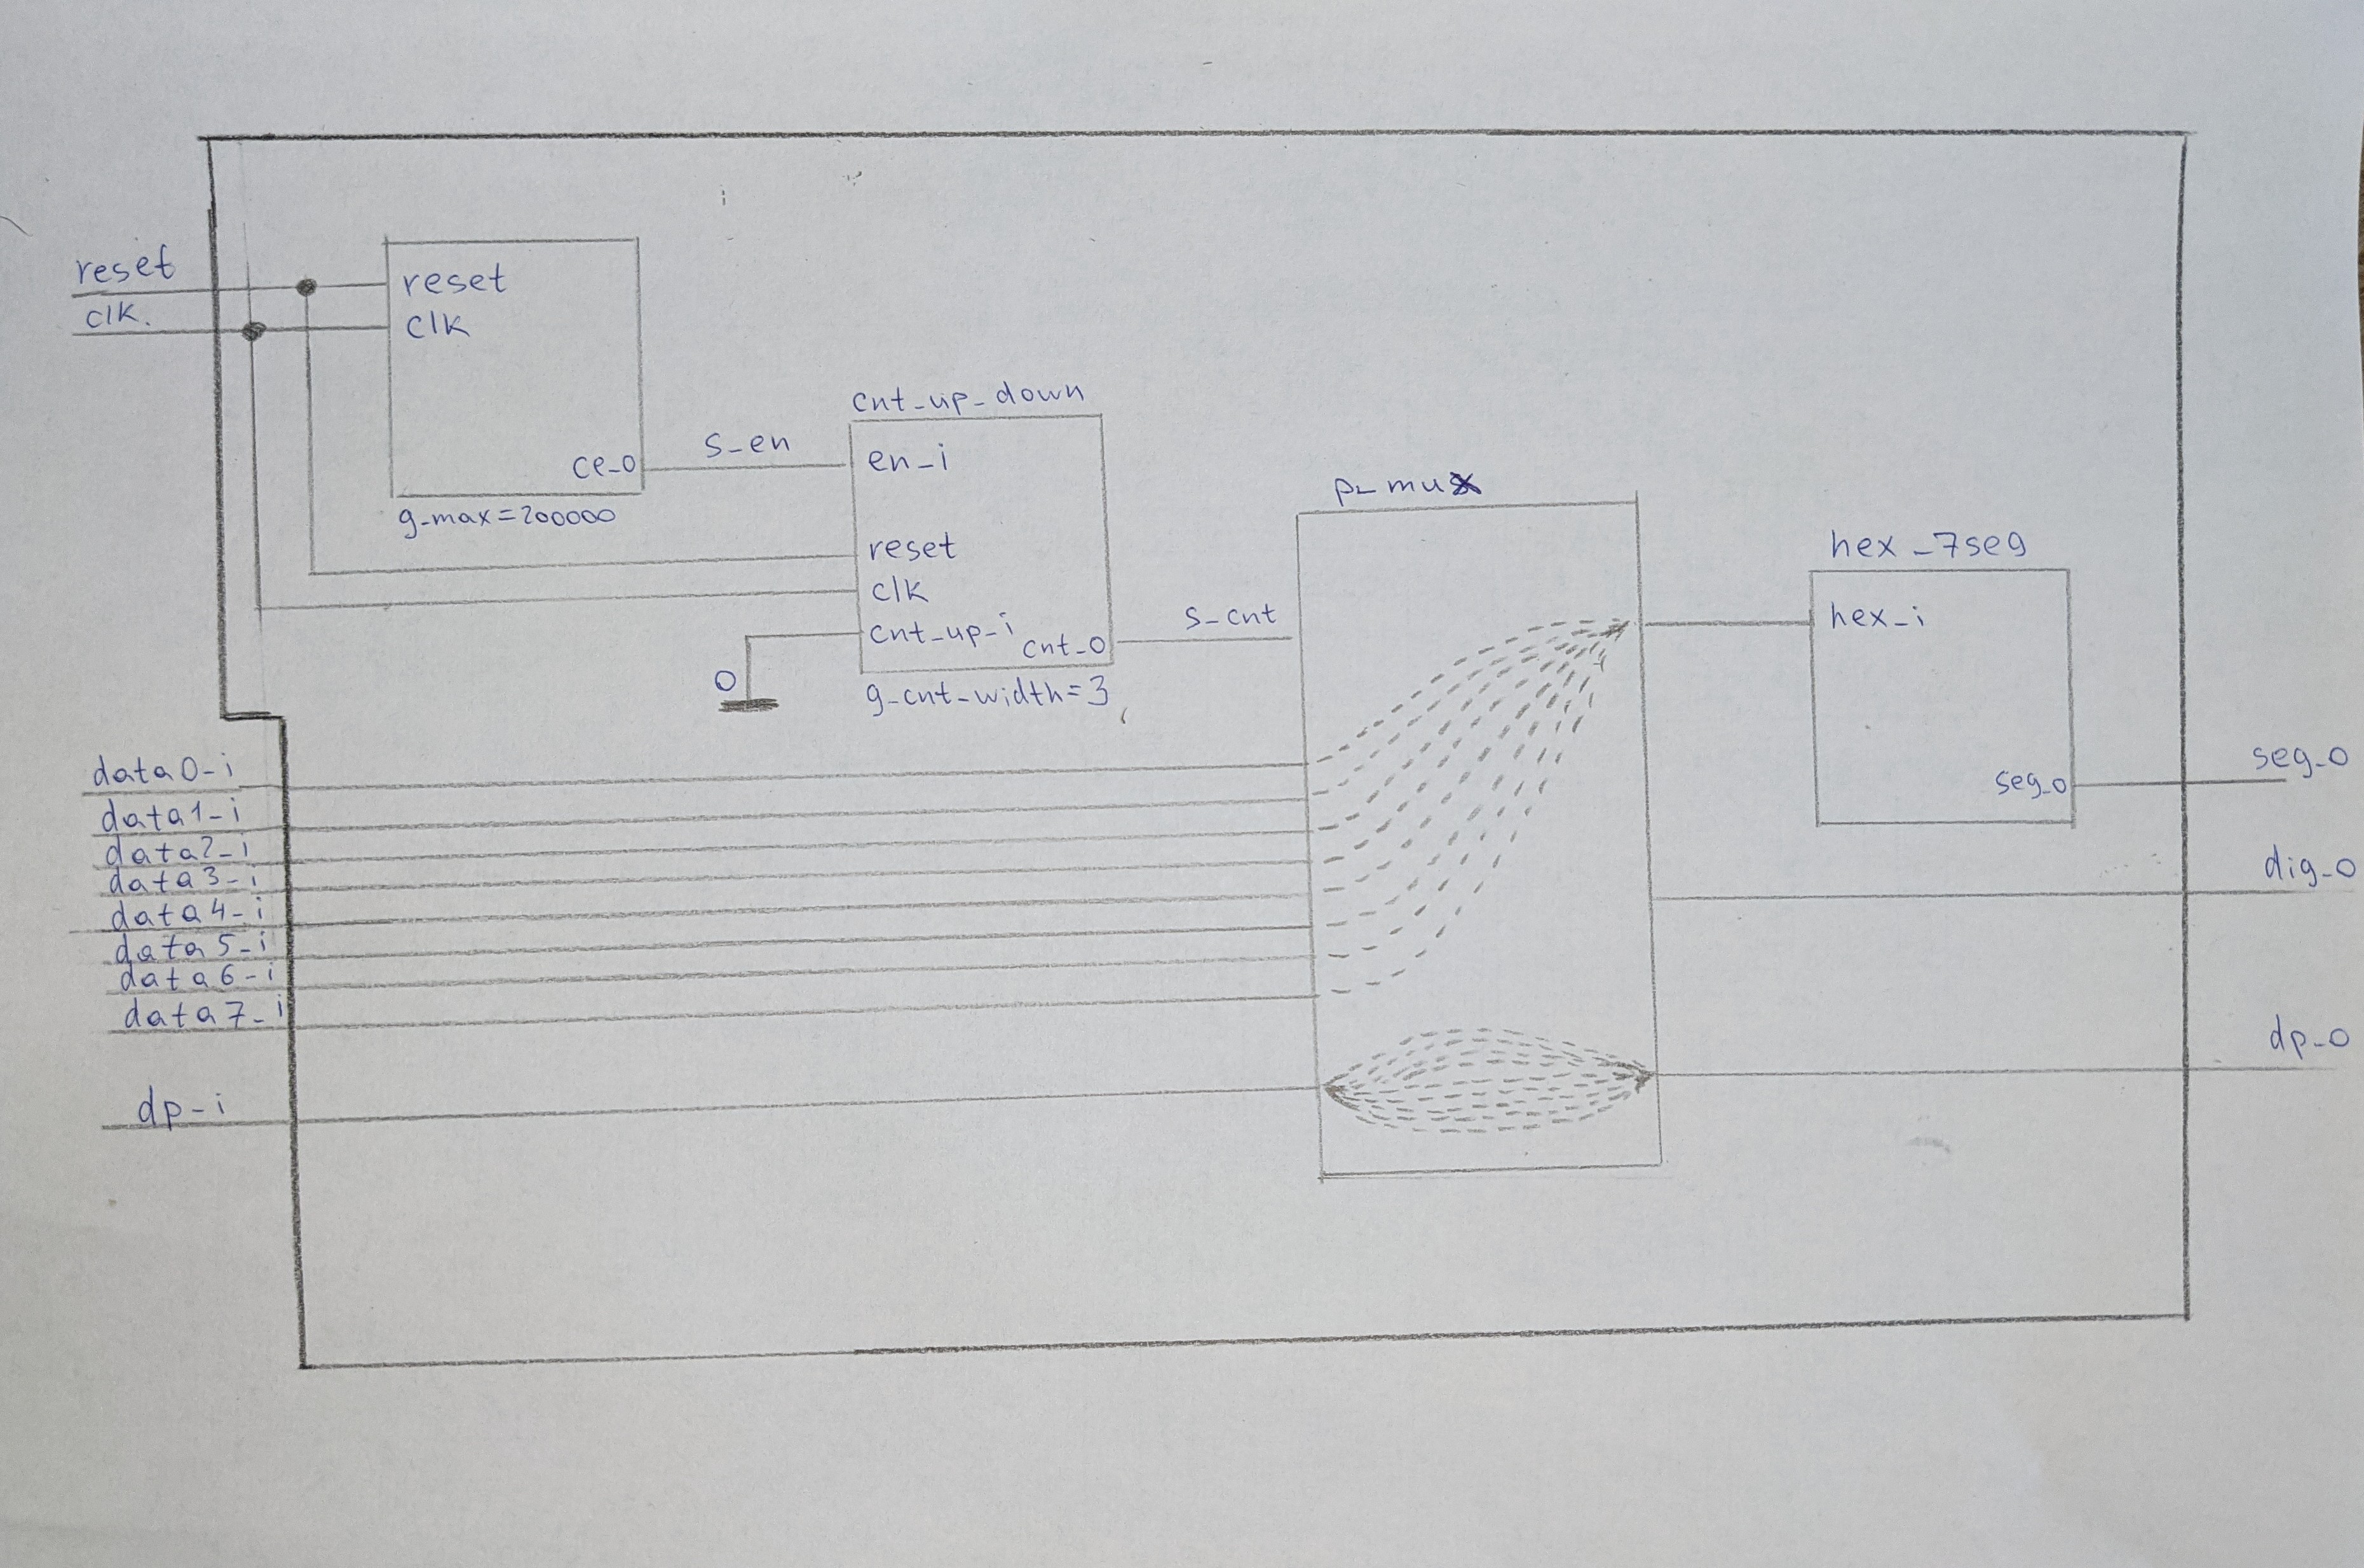 reset
clk.
reset
clk
ce_o
g_max=200000
s_en
cnt_up_down
en_i
reset
clk
cnt_up_i
cnt_o
0
g_cnt_width=3
s_cnt
p_mux
hex_7seg
hex_i
seg_o
seg_o
dig_o
dp_o
data0_i
data1_i
data2_i
data3_i
data4_i
data5_i
data6_i
data7_i
dp_i